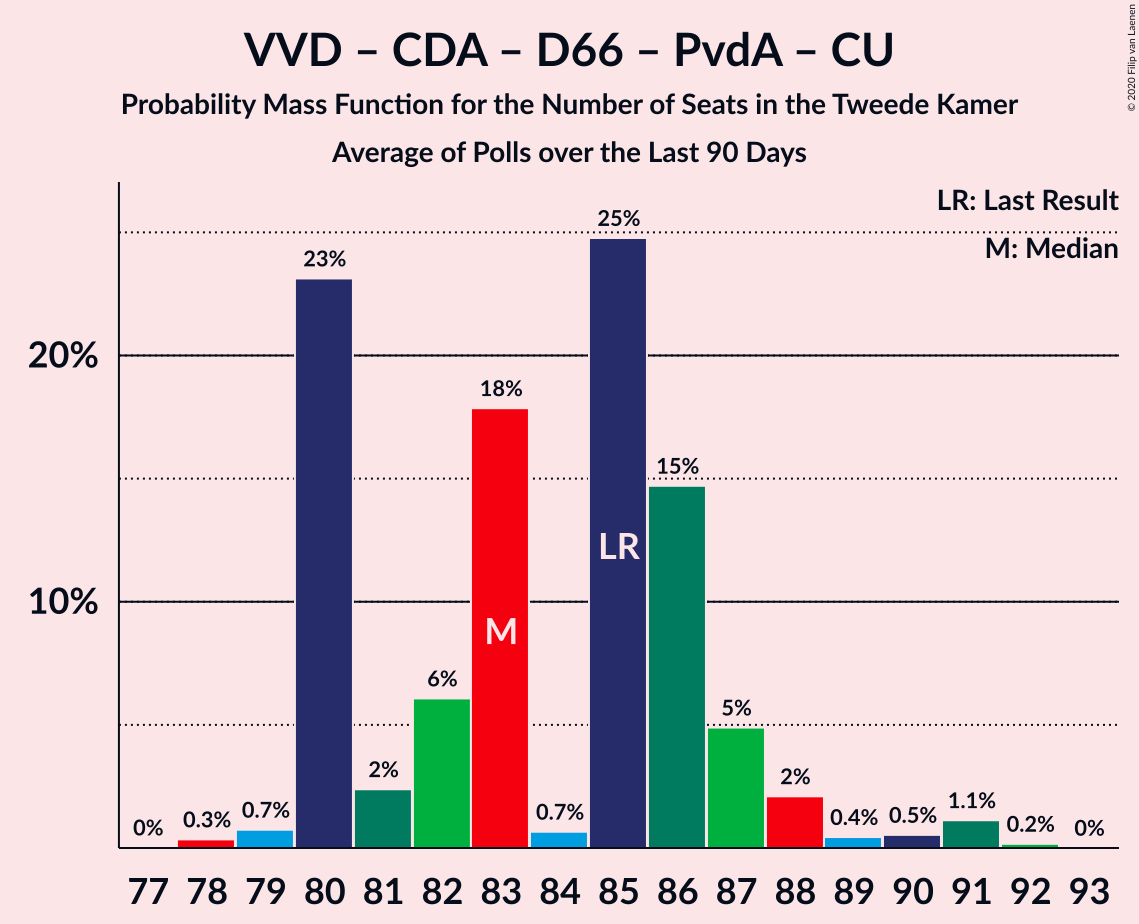 VVD – CDA – D66 – PvdA – CU
Probability Mass Function for the Number of Seats in the Tweede Kamer
Average of Polls over the Last 90 Days
© 2020 Filip van Laenen
LR: Last Result
M: Median
20%
10%
0%
0.3%
0.7%
23%
2%
6%
18%
0.7%
25%
15%
5%
2%
0.4%
0.5%
1.1%
0.2%
0%
M
LR
77 78 79 80 81 82 83 84 85 86 87 88 89 90 91 92 93